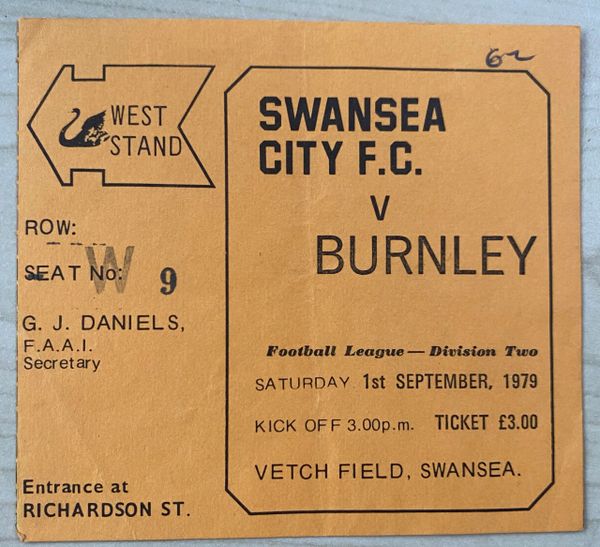 WEST
STAND
ROW:
W
SEAT No: 9
G. J. DANIELS,
F.A.A.I.
Secretary
Entrance at
RICHARDSON ST.
SWANSEA
CITY F.C.
V
BURNLEY
Football League — Division Two
SATURDAY 1st SEPTEMBER, 1979
KICK OFF 3.00p.m. TICKET £3.00
VETCH FIELD, SWANSEA.